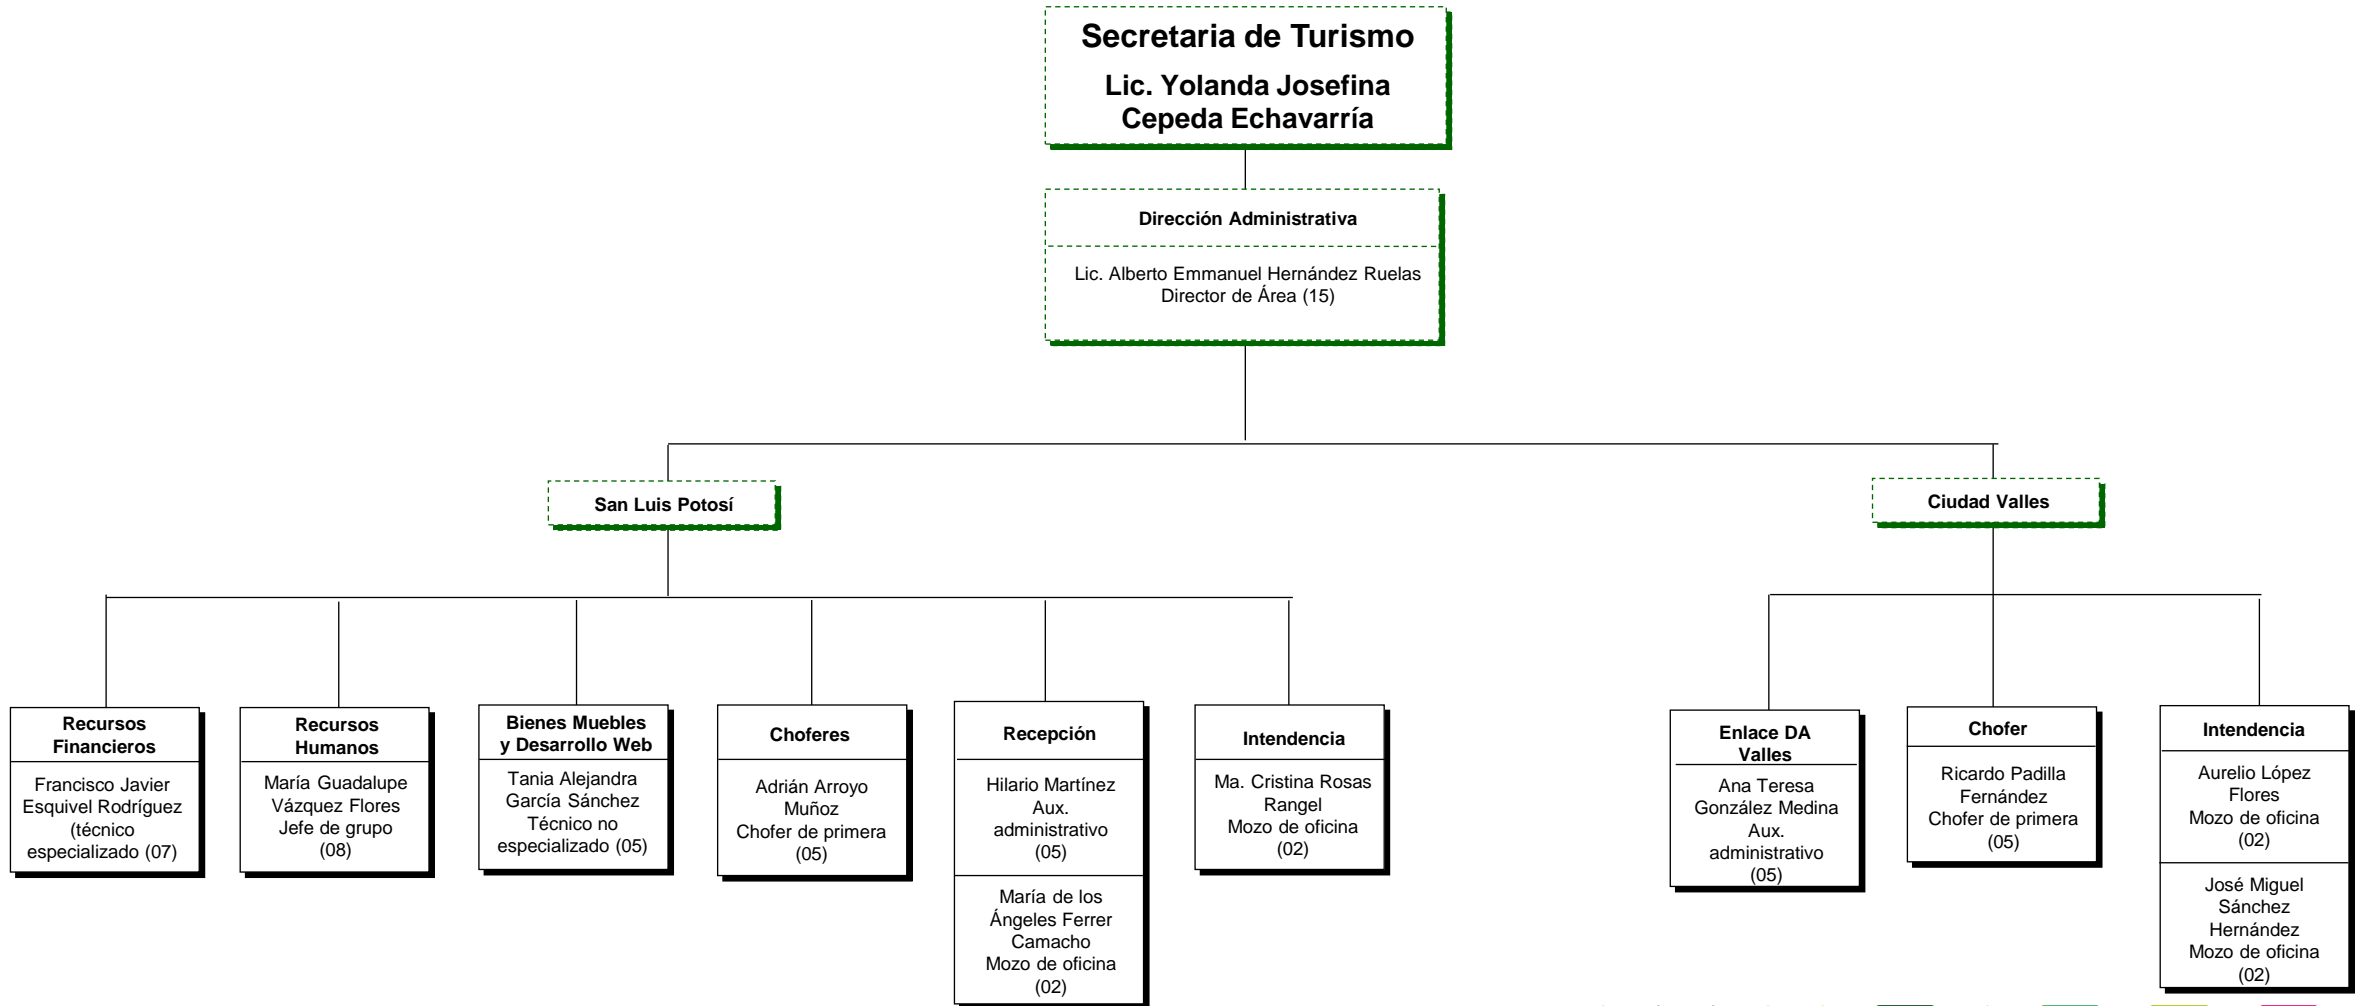 Secretaria de Turismo
Lic. Yolanda Josefina
Cepeda Echavarría
Dirección Administrativa
Lic. Alberto Emmanuel Hernández Ruelas
Director de Área (15)
San Luis Potosí
Ciudad Valles
Recursos
Financieros
Francisco Javier
Esquivel Rodríguez
(técnico
especializado (07)
Recursos
Humanos
María Guadalupe
Vázquez Flores
Jefe de grupo
(08)
Bienes Muebles
y Desarrollo Web
Tania Alejandra
García Sánchez
Técnico no
especializado (05)
Choferes
Adrián Arroyo
Muñoz
Chofer de primera
(05)
Recepción
Hilario Martínez
Aux.
administrativo
(05)
María de los
Ángeles Ferrer
Camacho
Mozo de oficina
(02)
Intendencia
Ma. Cristina Rosas
Rangel
Mozo de oficina
(02)
Enlace DA
Valles
Ana Teresa
González Medina
Aux.
administrativo
(05)
Chofer
Ricardo Padilla
Fernández
Chofer de primera
(05)
Intendencia
Aurelio López
Flores
Mozo de oficina
(02)
José Miguel
Sánchez
Hernández
Mozo de oficina
(02)